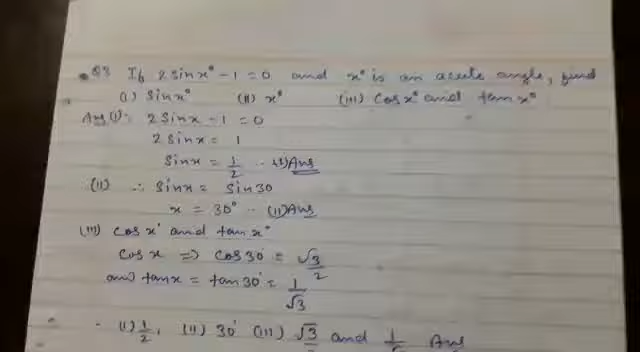 Q3 If 2 sin x° - 1 = 0 and x° is an acute angle, find
(i) Sin x° (ii) x° (iii) Cos x° and tan x°
Ans (i): 2 Sin x - 1 = 0
2 Sin x = 1
Sin x = 1/2 -- (i) Ans
(ii) ∴ Sin x = Sin 30
x = 30° -- (ii) Ans
(iii) Cos x° and tan x°
Cos x => Cos 30° = √3/2
and tan x = tan 30° = 1/√3
- (i) 1/2, (ii) 30° (iii) √3/2 and 1/√ Ans